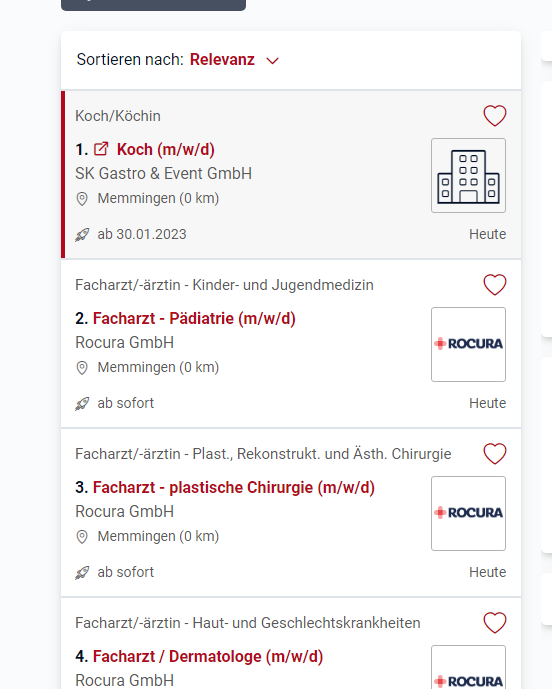 Sortieren nach: Relevanz
Koch/Köchin
1. Koch (m/w/d)
SK Gastro & Event GmbH
Memmingen (0 km)
ab 30.01.2023 Heute
Facharzt/-ärztin - Kinder- und Jugendmedizin
2. Facharzt - Pädiatrie (m/w/d)
Rocura GmbH
ROCURA
Memmingen (0 km)
ab sofort Heute
Facharzt/-ärztin - Plast., Rekonstrukt. und Ästh. Chirurgie
3. Facharzt - plastische Chirurgie (m/w/d)
Rocura GmbH
ROCURA
Memmingen (0 km)
ab sofort Heute
Facharzt/-ärztin - Haut- und Geschlechtskrankheiten
4. Facharzt / Dermatologe (m/w/d)
Rocura GmbH
ROCURA